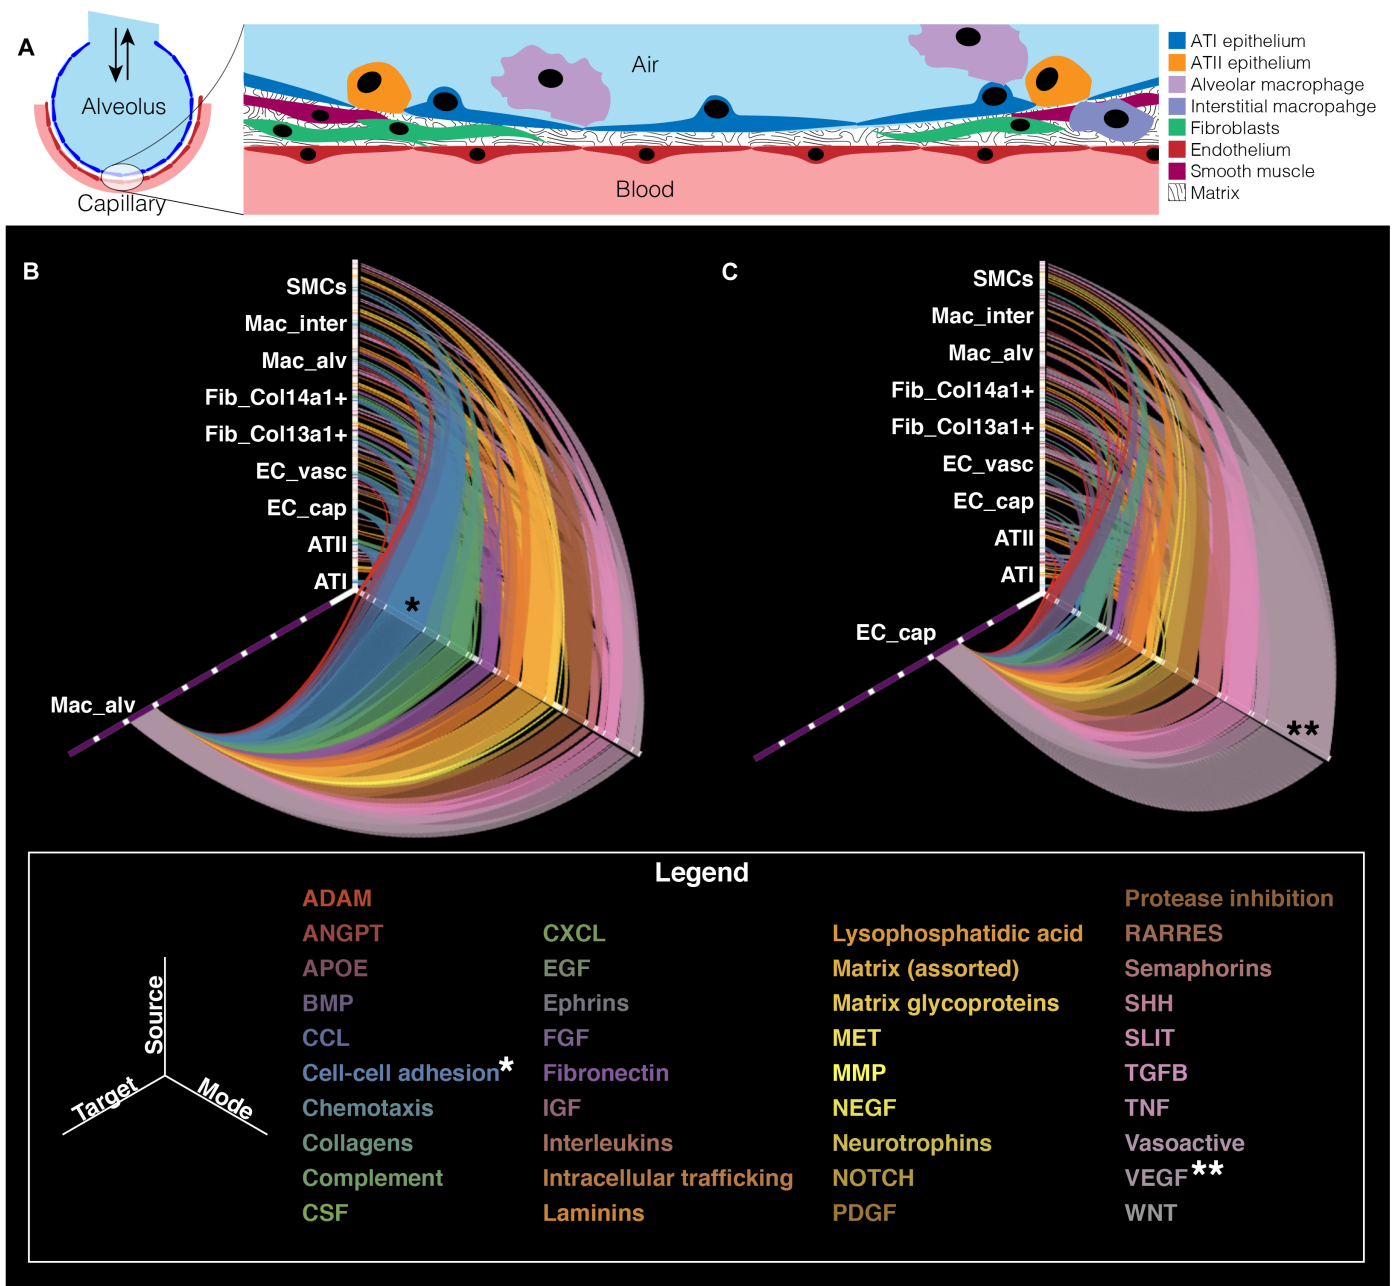 A
Alveolus
Capillary
Air
Blood
ATI epithelium
ATII epithelium
Alveolar macrophage
Interstitial macropahge
Fibroblasts
Endothelium
Smooth muscle
Matrix
B
SMCs
Mac_inter
Mac_alv
Fib_Col14a1+
Fib_Col13a1+
EC_vasc
EC_cap
ATII
ATI
*
Mac_alv
C
SMCs
Mac_inter
Mac_alv
Fib_Col14a1+
Fib_Col13a1+
EC_vasc
EC_cap
ATII
ATI
EC_cap
**
Legend
Source
Target
Mode
ADAM
ANGPT
APOE
BMP
CCL
Cell-cell adhesion*
Chemotaxis
Collagens
Complement
CSF
CXCL
EGF
Ephrins
FGF
Fibronectin
IGF
Interleukins
Intracellular trafficking
Laminins
Lysophosphatidic acid
Matrix (assorted)
Matrix glycoproteins
MET
MMP
NEGF
Neurotrophins
NOTCH
PDGF
Protease inhibition
RARRES
Semaphorins
SHH
SLIT
TGFB
TNF
Vasoactive
VEGF**
WNT